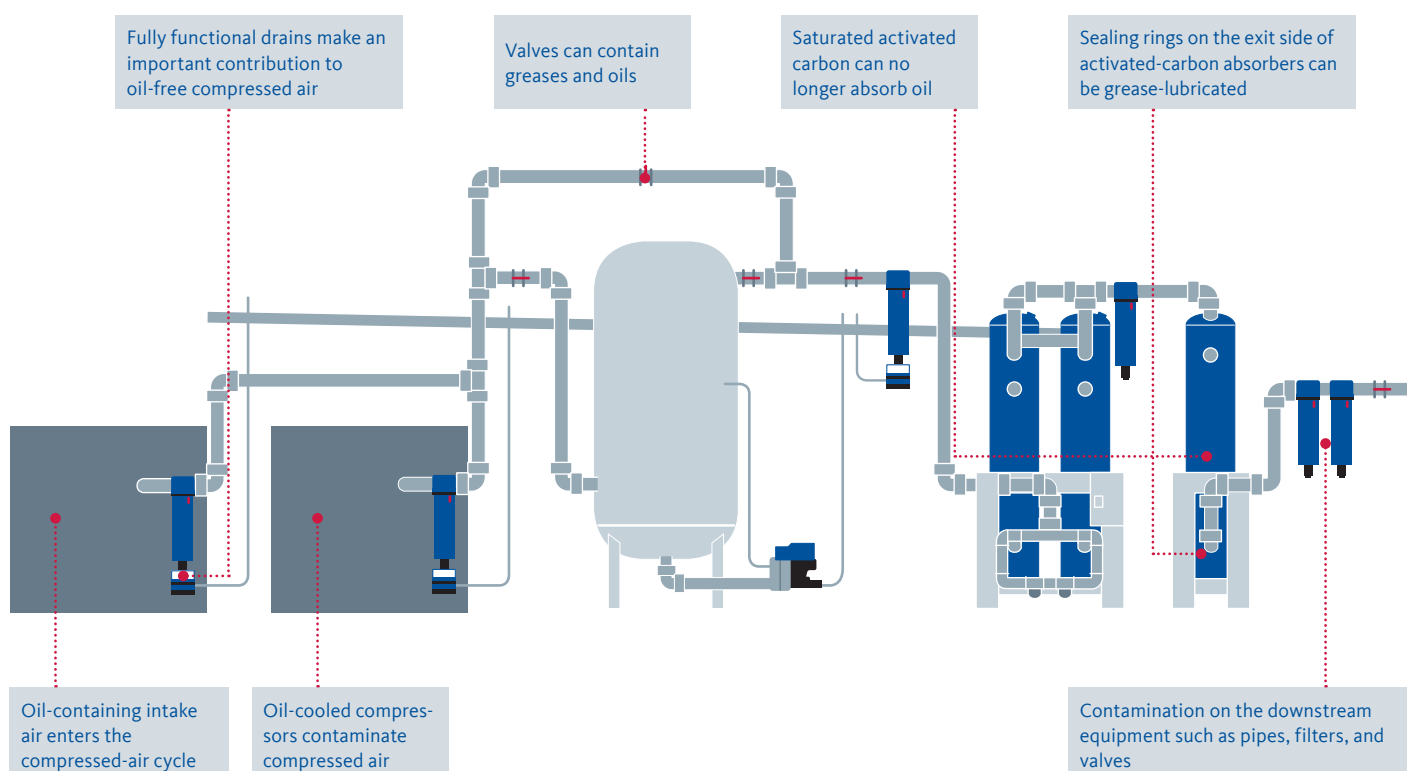 Fully functional drains make an
important contribution to
oil-free compressed air
Valves can contain
greases and oils
Saturated activated
carbon can no
longer absorb oil
Sealing rings on the exit side of
activated-carbon absorbers can
be grease-lubricated
Oil-containing intake
air enters the
compressed-air cycle
Oil-cooled compres-
sors contaminate
compressed air
Contamination on the downstream
equipment such as pipes, filters, and
valves